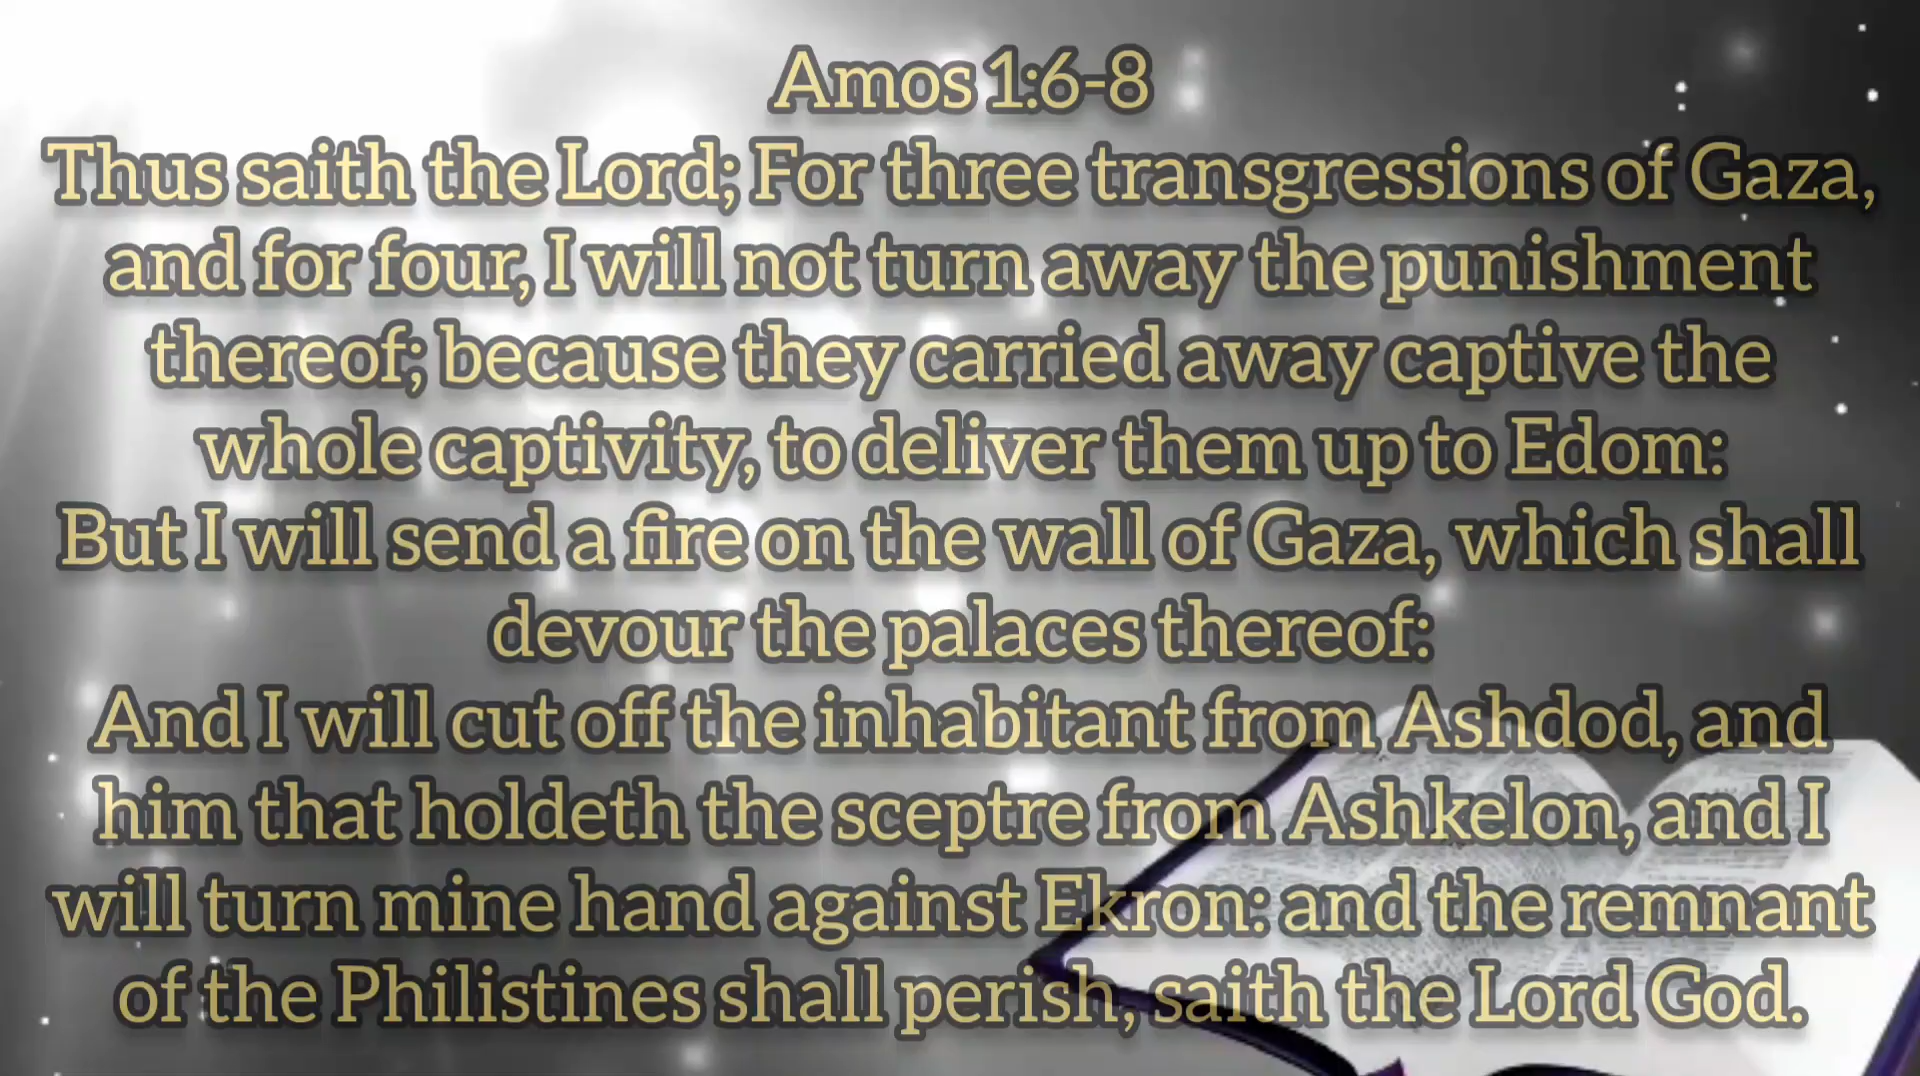 Amos 1:6-8
Thus saith the Lord; For three transgressions of Gaza,
and for four, I will not turn away the punishment
thereof; because they carried away captive the
whole captivity, to deliver them up to Edom:
But I will send a fire on the wall of Gaza, which shall
devour the palaces thereof:
And I will cut off the inhabitant from Ashdod, and
him that holdeth the sceptre from Ashkelon, and I
will turn mine hand against Ekron: and the remnant
of the Philistines shall perish, saith the Lord God.